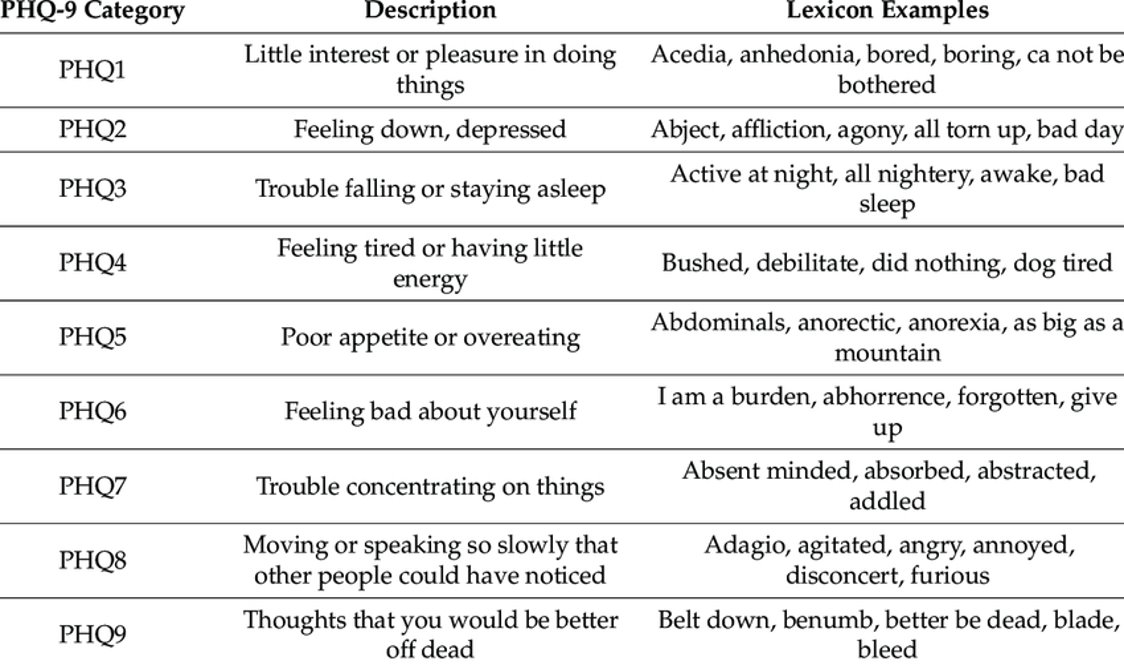 PHQ-9 Category Description Lexicon Examples
PHQ1 Little interest or pleasure in doing things Acedia, anhedonia, bored, boring, ca not be bothered
PHQ2 Feeling down, depressed Abject, affliction, agony, all torn up, bad day
PHQ3 Trouble falling or staying asleep Active at night, all nightery, awake, bad sleep
PHQ4 Feeling tired or having little energy Bushed, debilitate, did nothing, dog tired
PHQ5 Poor appetite or overeating Abdominals, anorectic, anorexia, as big as a mountain
PHQ6 Feeling bad about yourself I am a burden, abhorrence, forgotten, give up
PHQ7 Trouble concentrating on things Absent minded, absorbed, abstracted, addled
PHQ8 Moving or speaking so slowly that other people could have noticed Adagio, agitated, angry, annoyed, disconcert, furious
PHQ9 Thoughts that you would be better off dead Belt down, benumb, better be dead, blade, bleed